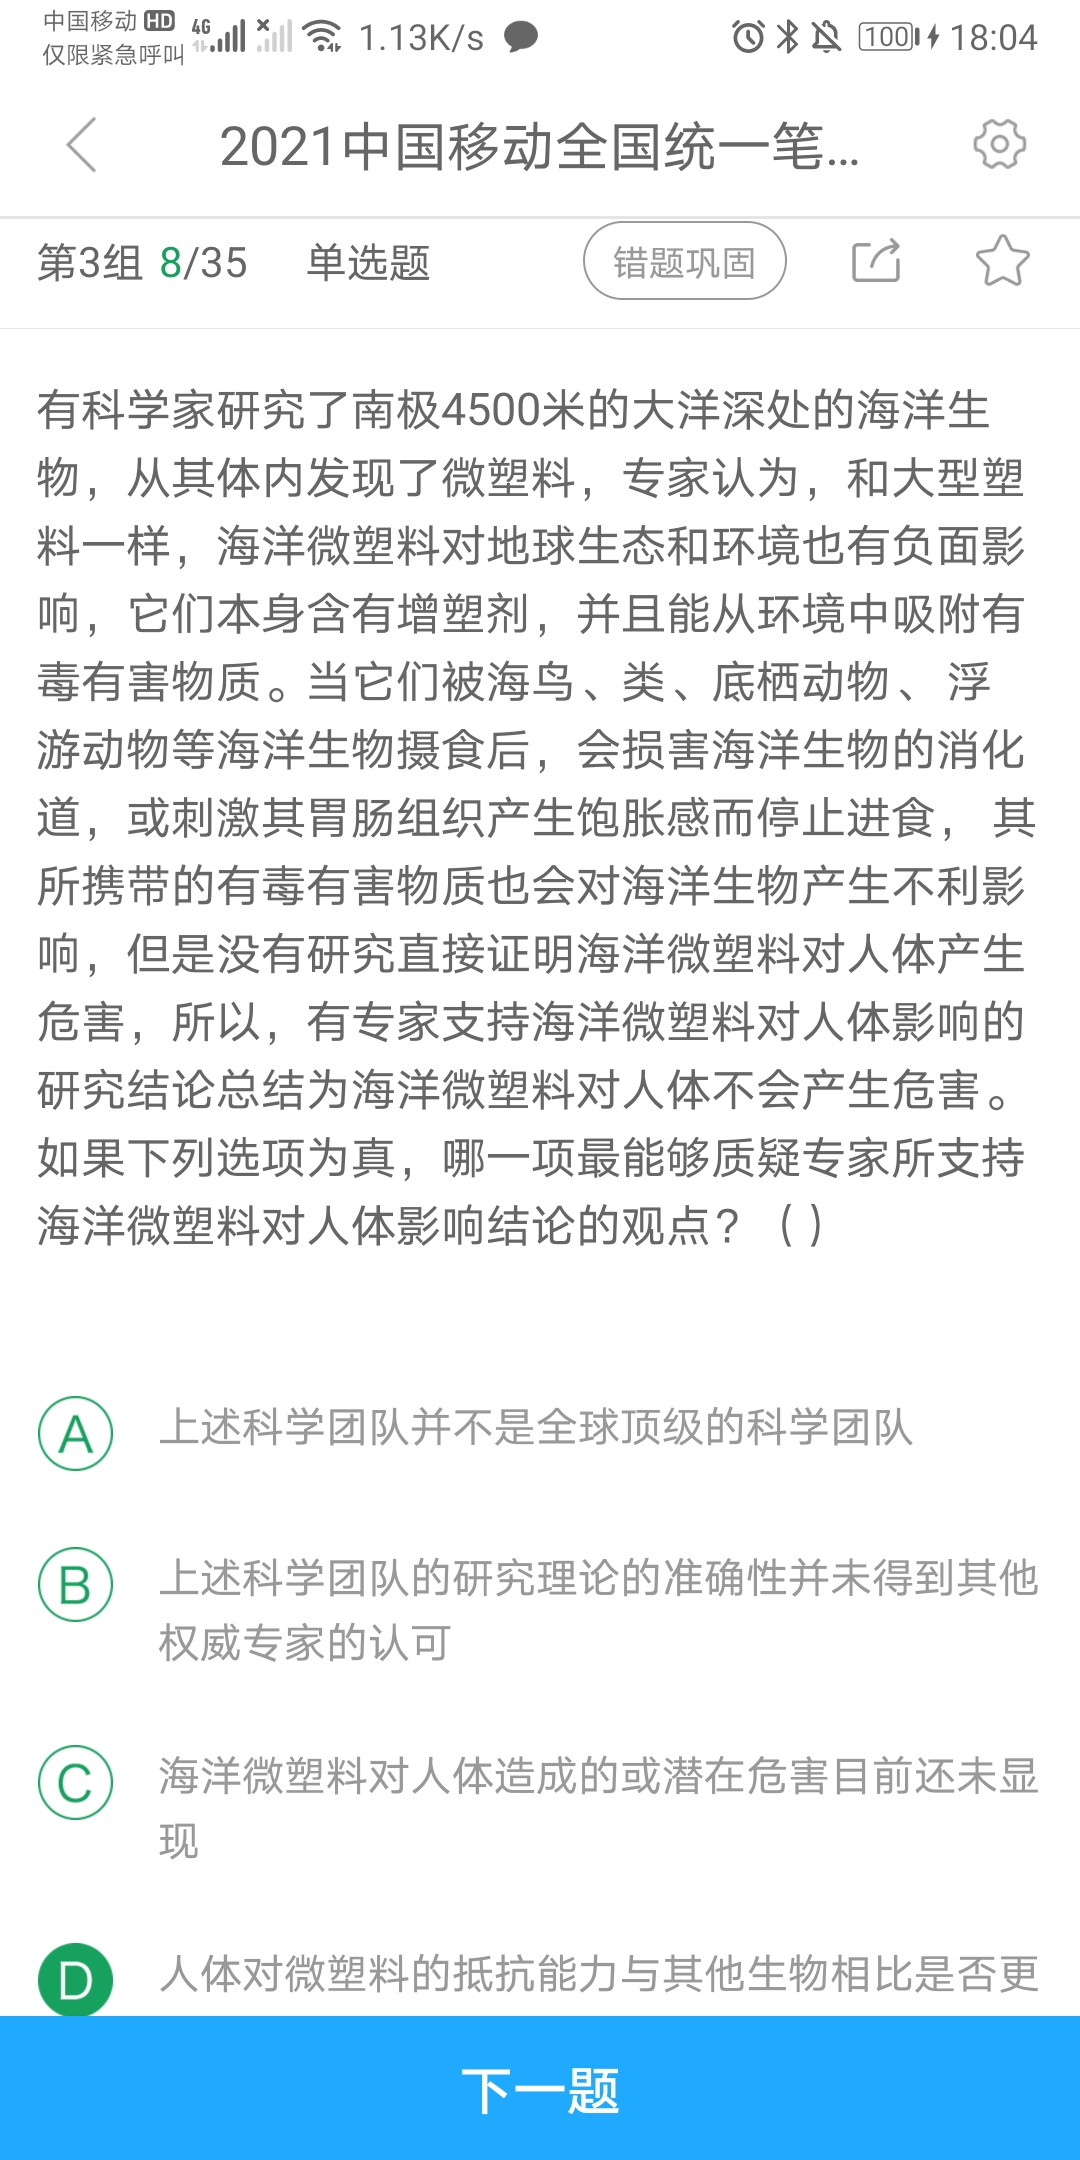 中国移动 HD 4G 1.13K/s 100 18:04
仅限紧急呼叫
2021中国移动全国统一笔...
第3组 8/35 单选题 错题巩固
有科学家研究了南极4500米的大洋深处的海洋生
物，从其体内发现了微塑料，专家认为，和大型塑
料一样，海洋微塑料对地球生态和环境也有负面影
响，它们本身含有增塑剂，并且能从环境中吸附有
毒有害物质。当它们被海鸟、类、底栖动物、 浮
游动物等海洋生物摄食后，会损害海洋生物的消化
道，或刺激其胃肠组织产生饱胀感而停止进食， 其
所携带的有毒有害物质也会对海洋生物产生不利影
响，但是没有研究直接证明海洋微塑料对人体产生
危害，所以，有专家支持海洋微塑料对人体影响的
研究结论总结为海洋微塑料对人体不会产生危害。
如果下列选项为真，哪一项最能够质疑专家所支持
海洋微塑料对人体影响结论的观点？ ( )
A 上述科学团队并不是全球顶级的科学团队
B 上述科学团队的研究理论的准确性并未得到其他
权威专家的认可
C 海洋微塑料对人体造成的或潜在危害目前还未显
现
D 人体对微塑料的抵抗能力与其他生物相比是否更
下一题